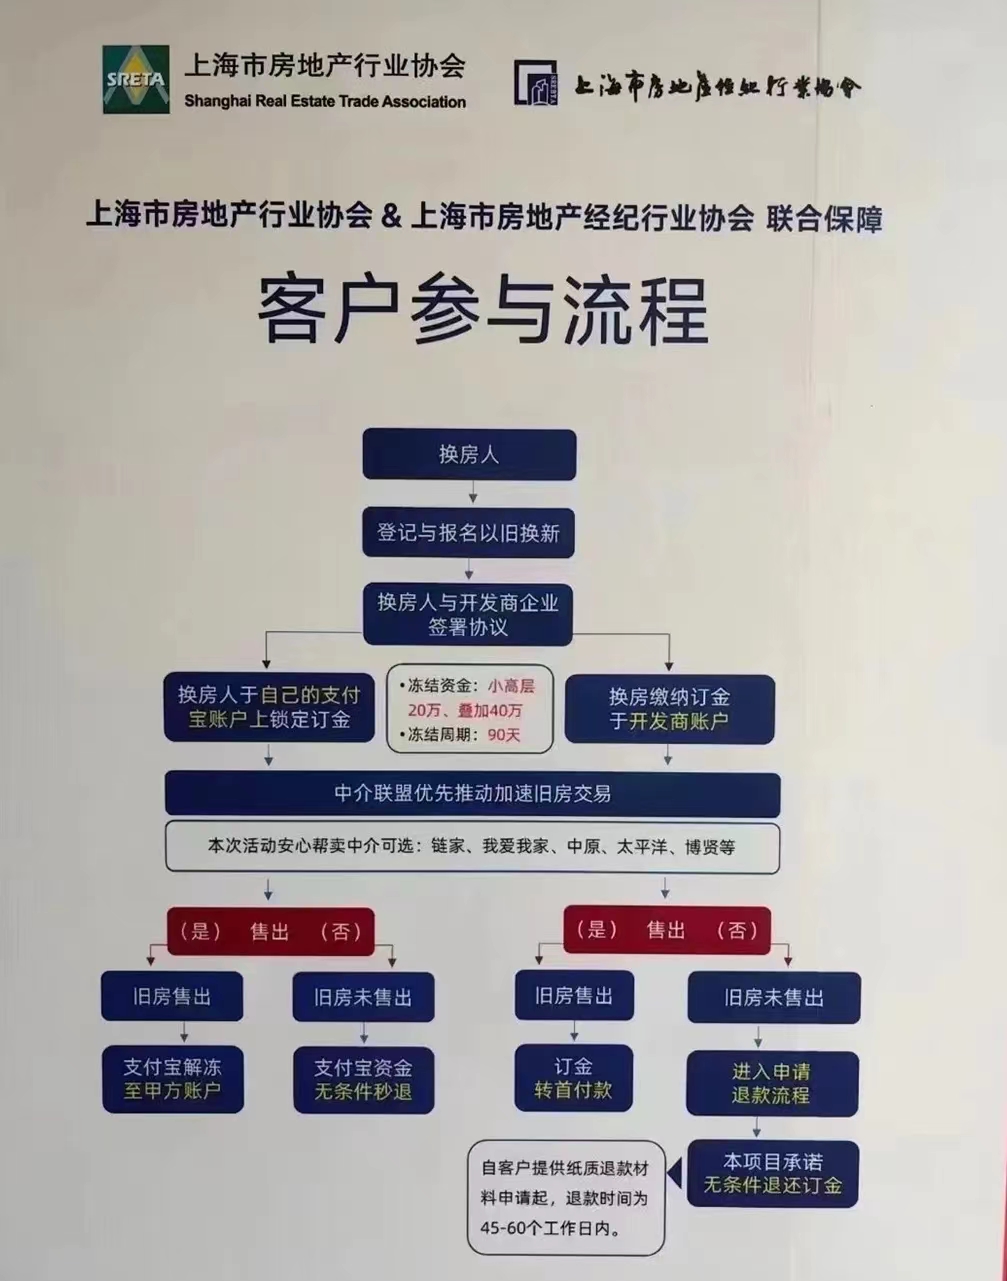 SRETA
上海市房地产行业协会
Shanghai Real Estate Trade Association
上海市房地產經紀行業協會
上海市房地产行业协会 & 上海市房地产经纪行业协会 联合保障
客户参与流程
换房人
登记与报名以旧换新
换房人与开发商企业
签署协议
换房人于自己的支付
宝账户上锁定订金
•冻结资金：小高层
20万、叠加40万
•冻结周期：90天
换房缴纳订金
于开发商账户
中介联盟优先推动加速旧房交易
本次活动安心帮卖中介可选：链家、我爱我家、中原、太平洋、博贤等
（是） 售出 （否）
（是） 售出 （否）
旧房售出
旧房未售出
旧房售出
旧房未售出
支付宝解冻
至甲方账户
支付宝资金
无条件秒退
订金
转首付款
进入申请
退款流程
本项目承诺
无条件退还订金
自客户提供纸质退款材
料申请起，退款时间为
45-60个工作日内。